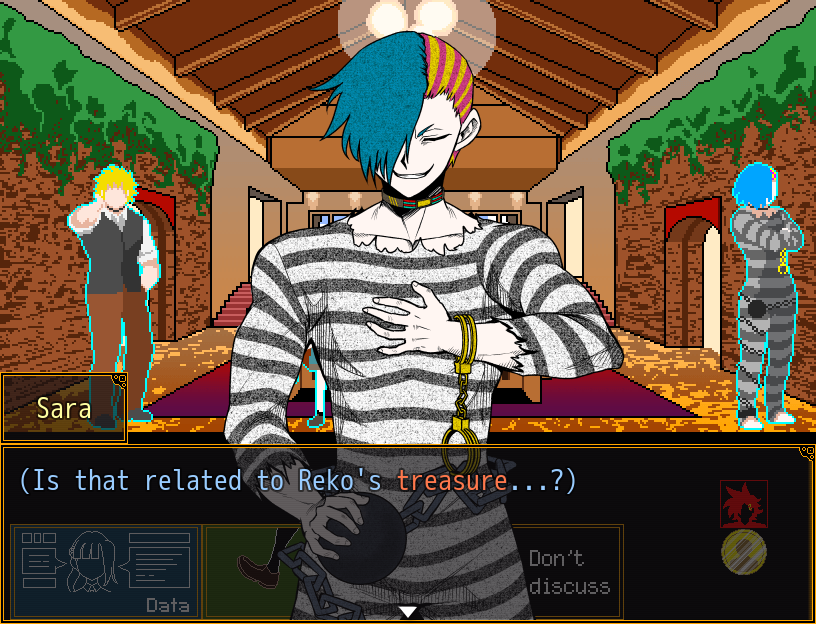 Sara
(Is that related to Reko's treasure...?)
Don't
discuss
Data